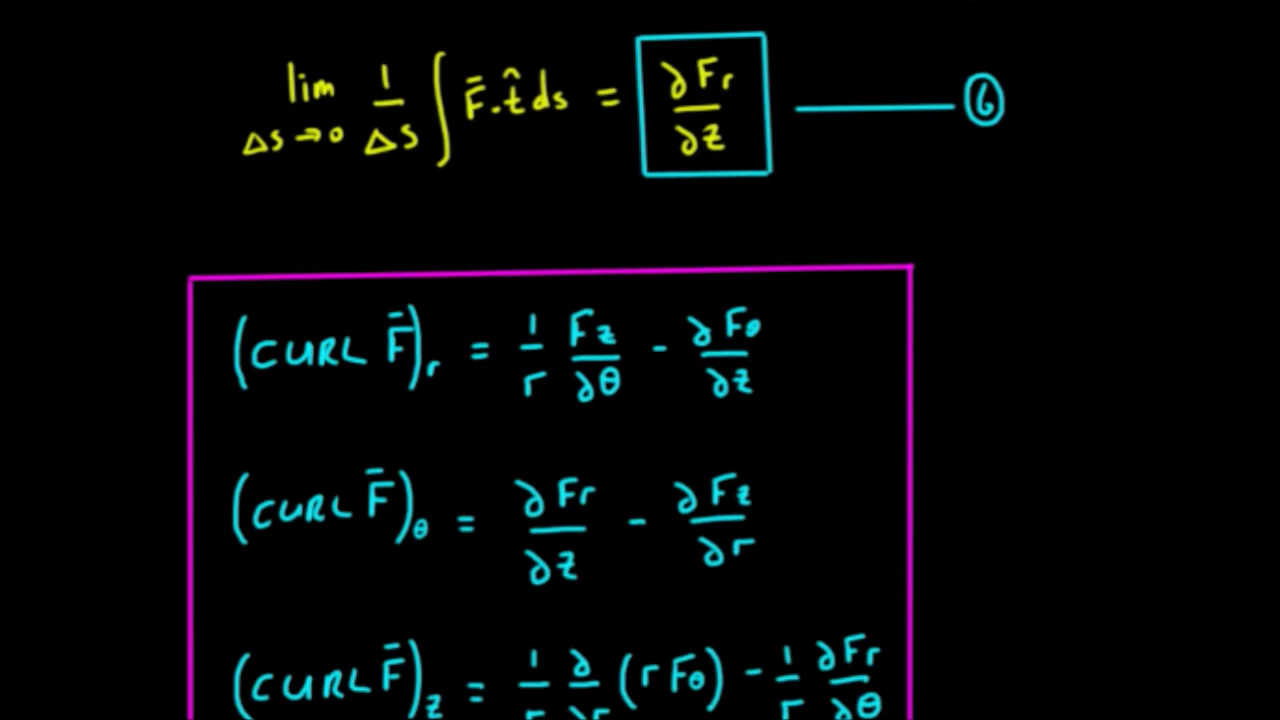 lim Δs→0 1/Δs ∫ F̄·t̂ ds = ∂Fr/∂z ——— ⑥
(CURL F̄)r = 1/r Fz/∂θ - ∂Fθ/∂z
(CURL F̄)θ = ∂Fr/∂z - ∂Fz/∂r
(CURL F̄)z = 1/r ∂/∂r (rFθ) - 1/r ∂Fr/∂θ